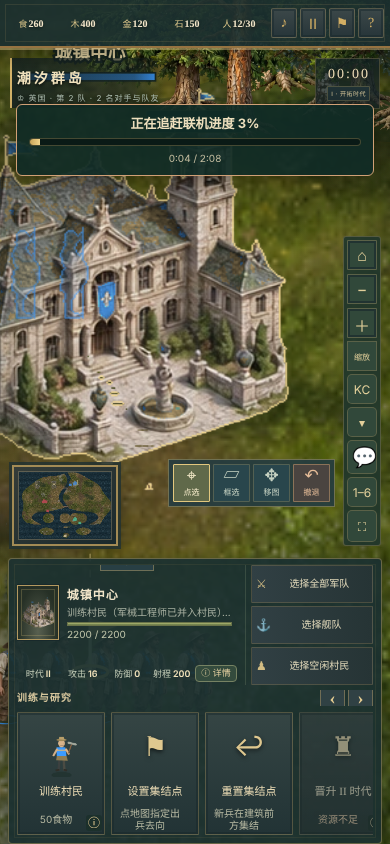 食260 木400 金120 石150 人12/30
城镇中心
潮汐群岛
英国 · 第 2 队 · 2 名对手与队友
00:00
I · 开拓时代
正在追赶联机进度 3%
0:04 / 2:08
缩放
KC
1–6
点选 框选 移图 撤退
城镇中心
训练村民（军械工程师已并入村民）...
2200 / 2200
时代 II 攻击 16 防御 0 射程 200 ⓘ 详情
选择全部军队
选择舰队
选择空闲村民
训练与研究
训练村民
50食物
设置集结点
点地图指定出
兵去向
重置集结点
新兵在建筑前
方集结
晋升 II 时代
资源不足